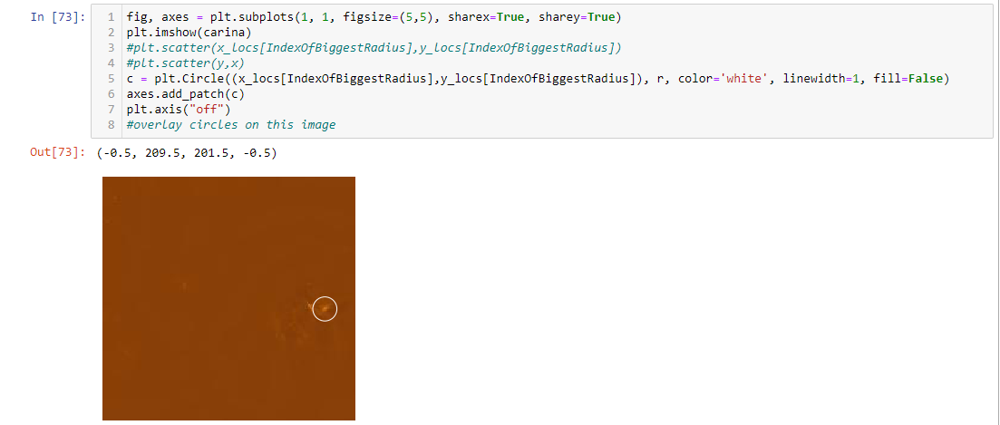 In [73]:
1 fig, axes = plt.subplots(1, 1, figsize=(5,5), sharex=True, sharey=True)
2 plt.imshow(carina)
3 #plt.scatter(x_locs[IndexOfBiggestRadius],y_locs[IndexOfBiggestRadius])
4 #plt.scatter(y,x)
5 c = plt.Circle((x_locs[IndexOfBiggestRadius],y_locs[IndexOfBiggestRadius]), r, color='white', linewidth=1, fill=False)
6 axes.add_patch(c)
7 plt.axis("off")
8 #overlay circles on this image
Out[73]: (-0.5, 209.5, 201.5, -0.5)